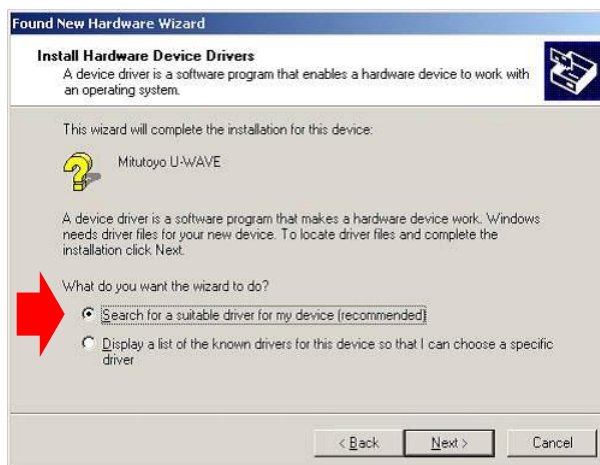 Found New Hardware Wizard
Install Hardware Device Drivers
A device driver is a software program that enables a hardware device to work with
an operating system.
This wizard will complete the installation for this device:
Mitutoyo U-WAVE
A device driver is a software program that makes a hardware device work. Windows
needs driver files for your new device. To locate driver files and complete the
installation click Next.
What do you want the wizard to do?
Search for a suitable driver for my device (recommended)
Display a list of the known drivers for this device so that I can choose a specific
driver
< Back
Next >
Cancel